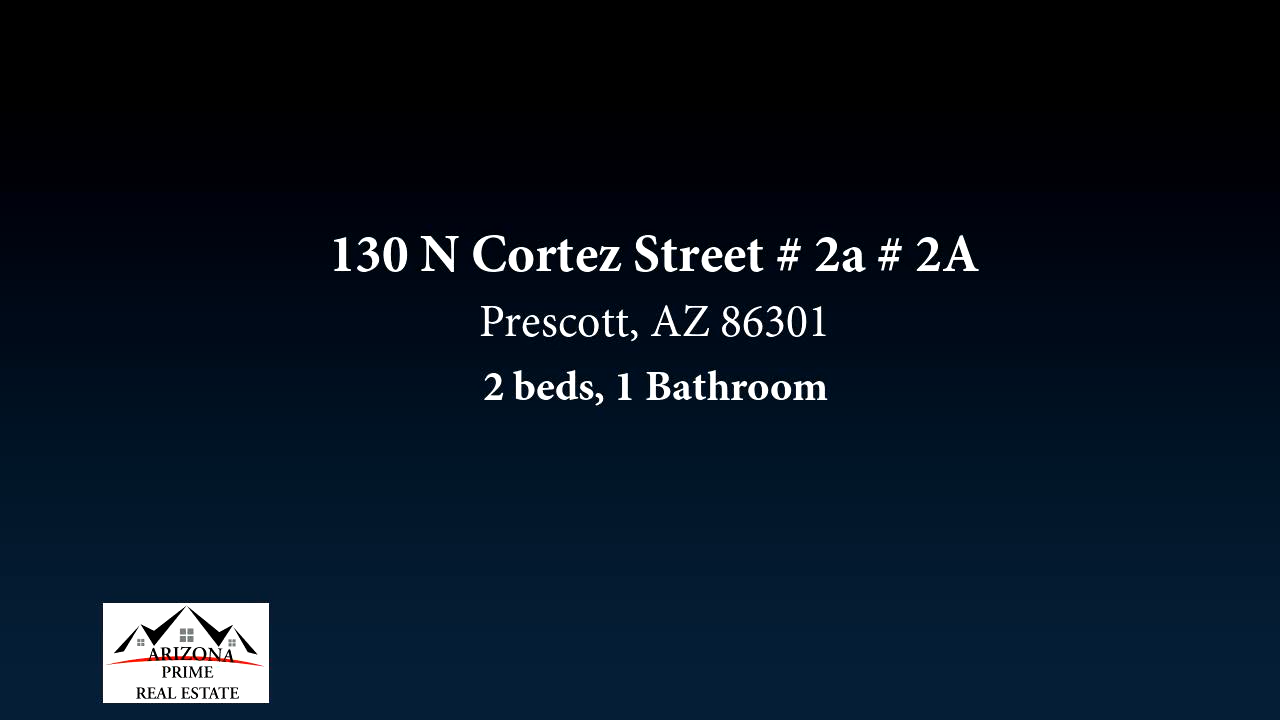 130 N Cortez Street # 2a # 2A
Prescott, AZ 86301
2 beds, 1 Bathroom
ARIZONA
PRIME
REAL ESTATE